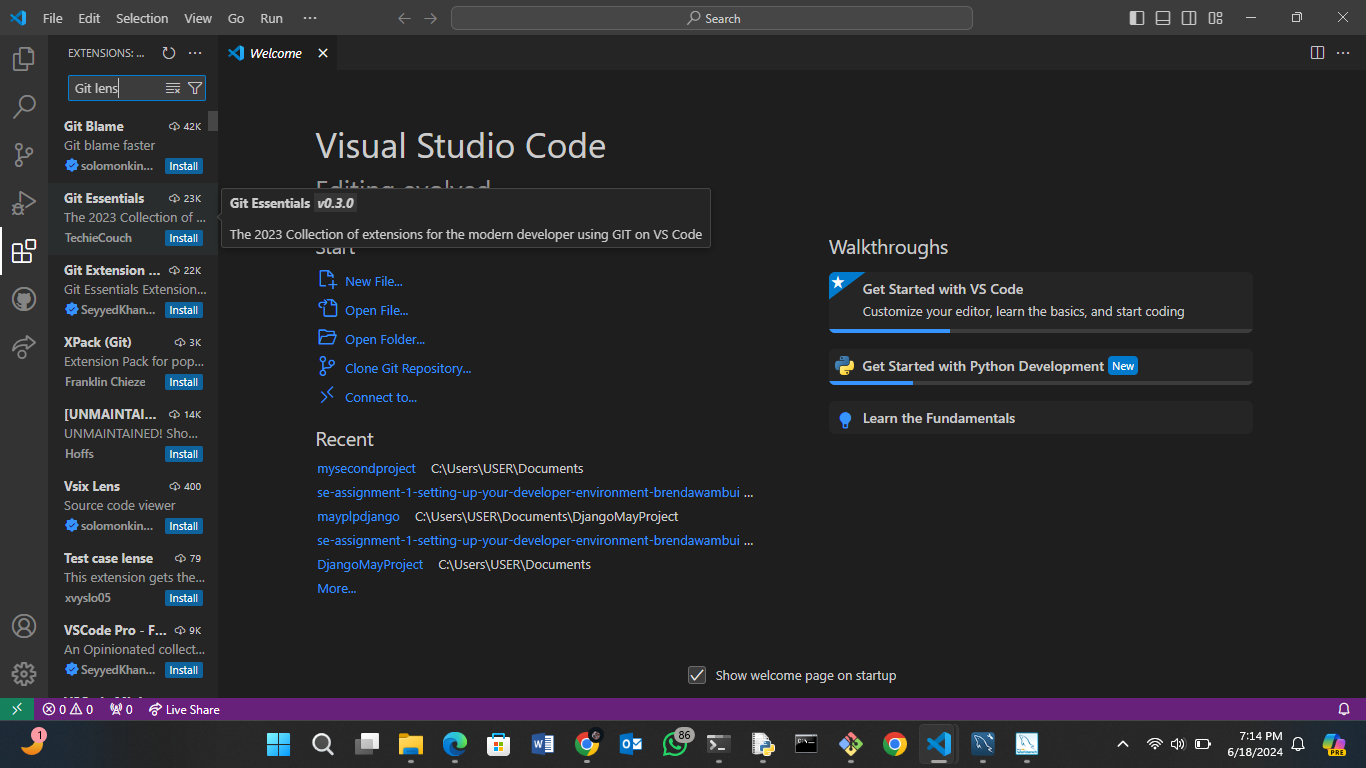 File Edit Selection View Go Run ···
Search
EXTENSIONS: ...
Welcome
Git lens
Git Blame 42K
Git blame faster
solomonkin... Install
Git Essentials 23K
The 2023 Collection of ...
TechieCouch Install
Git Extension ... 22K
Git Essentials Extension...
SeyyedKhan... Install
XPack (Git) 3K
Extension Pack for pop...
Franklin Chieze Install
[UNMAINTAI... 14K
UNMAINTAINED! Sho...
Hoffs Install
Vsix Lens 400
Source code viewer
solomonkin... Install
Test case lense 79
This extension gets the...
xvyslo05 Install
VSCode Pro - F... 9K
An Opinionated collect...
SeyyedKhan... Install
Visual Studio Code
Editing evolved
Git Essentials v0.3.0
The 2023 Collection of extensions for the modern developer using GIT on VS Code
Start
New File...
Open File...
Open Folder...
Clone Git Repository...
Connect to...
Recent
mysecondproject C:\Users\USER\Documents
se-assignment-1-setting-up-your-developer-environment-brendawambui ...
mayplpdjango C:\Users\USER\Documents\DjangoMayProject
se-assignment-1-setting-up-your-developer-environment-brendawambui ...
DjangoMayProject C:\Users\USER\Documents
More...
Walkthroughs
Get Started with VS Code
Customize your editor, learn the basics, and start coding
Get Started with Python Development New
Learn the Fundamentals
Show welcome page on startup
0 0 0 Live Share
1
86
7:14 PM
6/18/2024
PRE